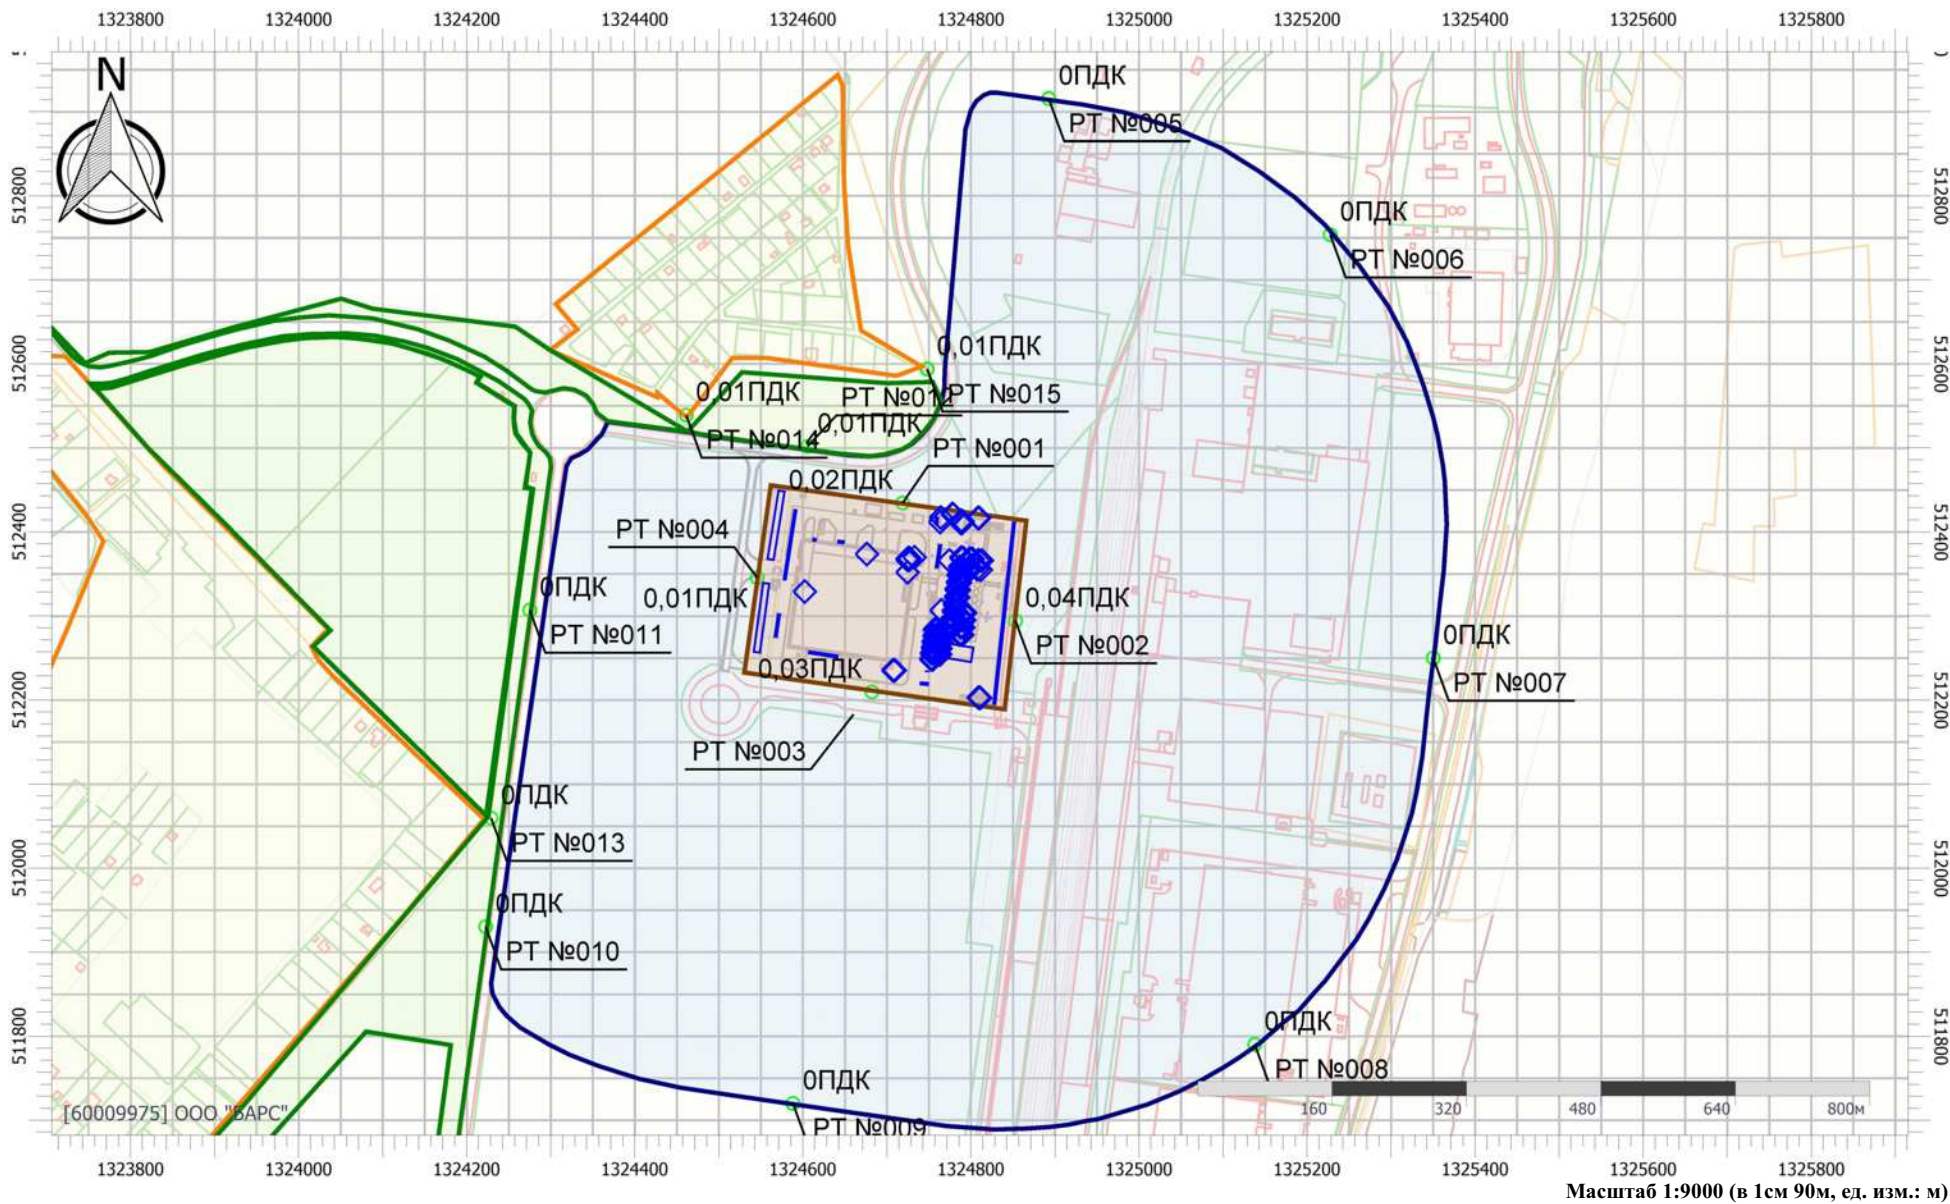 1323800 1324000 1324200 1324400 1324600 1324800 1325000 1325200 1325400 1325600 1325800
N
0ПДК
РТ №005
512800
512800
0ПДК
РТ №006
512600
512600
0,01ПДК
РТ №015
0,01ПДК
РТ №014
0,01ПДК
РТ №001
0,02ПДК
512400
512400
РТ №004
0,01ПДК
0ПДК
РТ №011
0,04ПДК
РТ №002
0ПДК
РТ №007
0,03ПДК
РТ №003
512200
512200
0ПДК
РТ №013
512000
512000
0ПДК
РТ №010
511800
511800
0ПДК
РТ №008
0ПДК
РТ №009
[60009975] ООО "БАРС"
160 320 480 640 800м
1323800 1324000 1324200 1324400 1324600 1324800 1325000 1325200 1325400 1325600 1325800
Масштаб 1:9000 (в 1см 90м, ед. изм.: м)